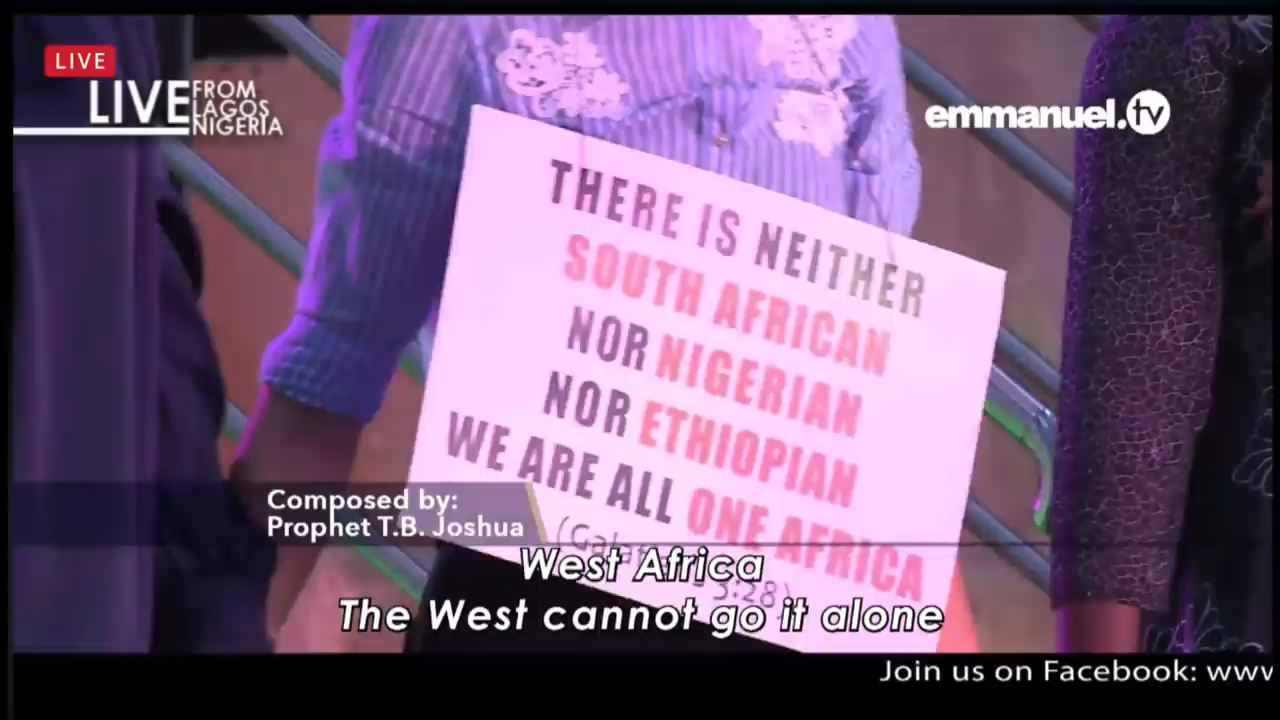 LIVE
LIVE FROM
LAGOS
NIGERIA
emmanuel.tv
THERE IS NEITHER
SOUTH AFRICAN
NOR NIGERIAN
NOR ETHIOPIAN
WE ARE ALL ONE AFRICA
3:28)
Composed by:
Prophet T.B. Joshua
West Africa
The West cannot go it alone
Join us on Facebook: www